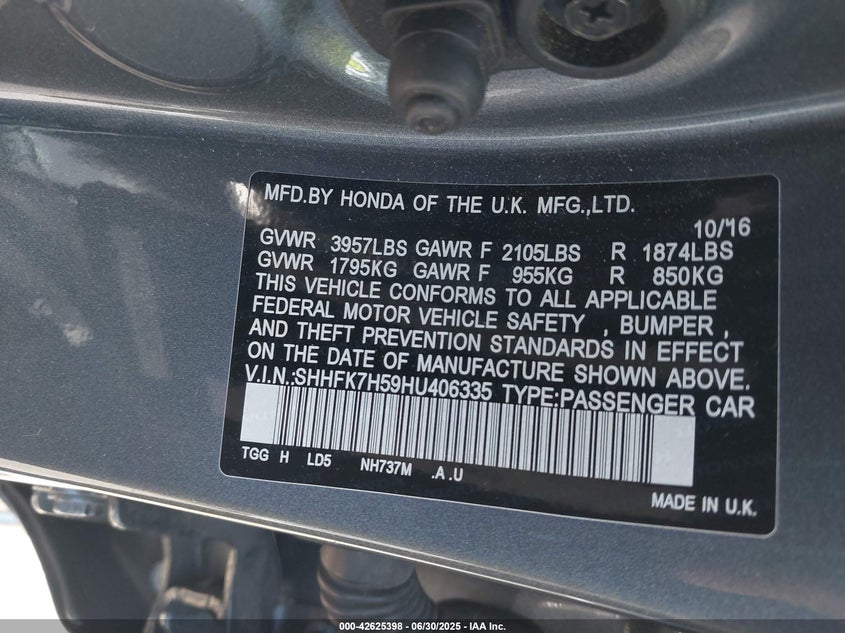 MFD.BY HONDA OF THE U.K. MFG.,LTD.
10/16
GVWR 3957LBS GAWR F 2105LBS R 1874LBS
GVWR 1795KG GAWR F 955KG R 850KG
THIS VEHICLE CONFORMS TO ALL APPLICABLE
FEDERAL MOTOR VEHICLE SAFETY , BUMPER ,
AND THEFT PREVENTION STANDARDS IN EFFECT
ON THE DATE OF MANUFACTURE SHOWN ABOVE.
V.I.N.:SHHFK7H59HU406335 TYPE:PASSENGER CAR
TGG H LD5 NH737M .A .U
MADE IN U.K.
000-42625398 - 06/30/2025 - IAA Inc.